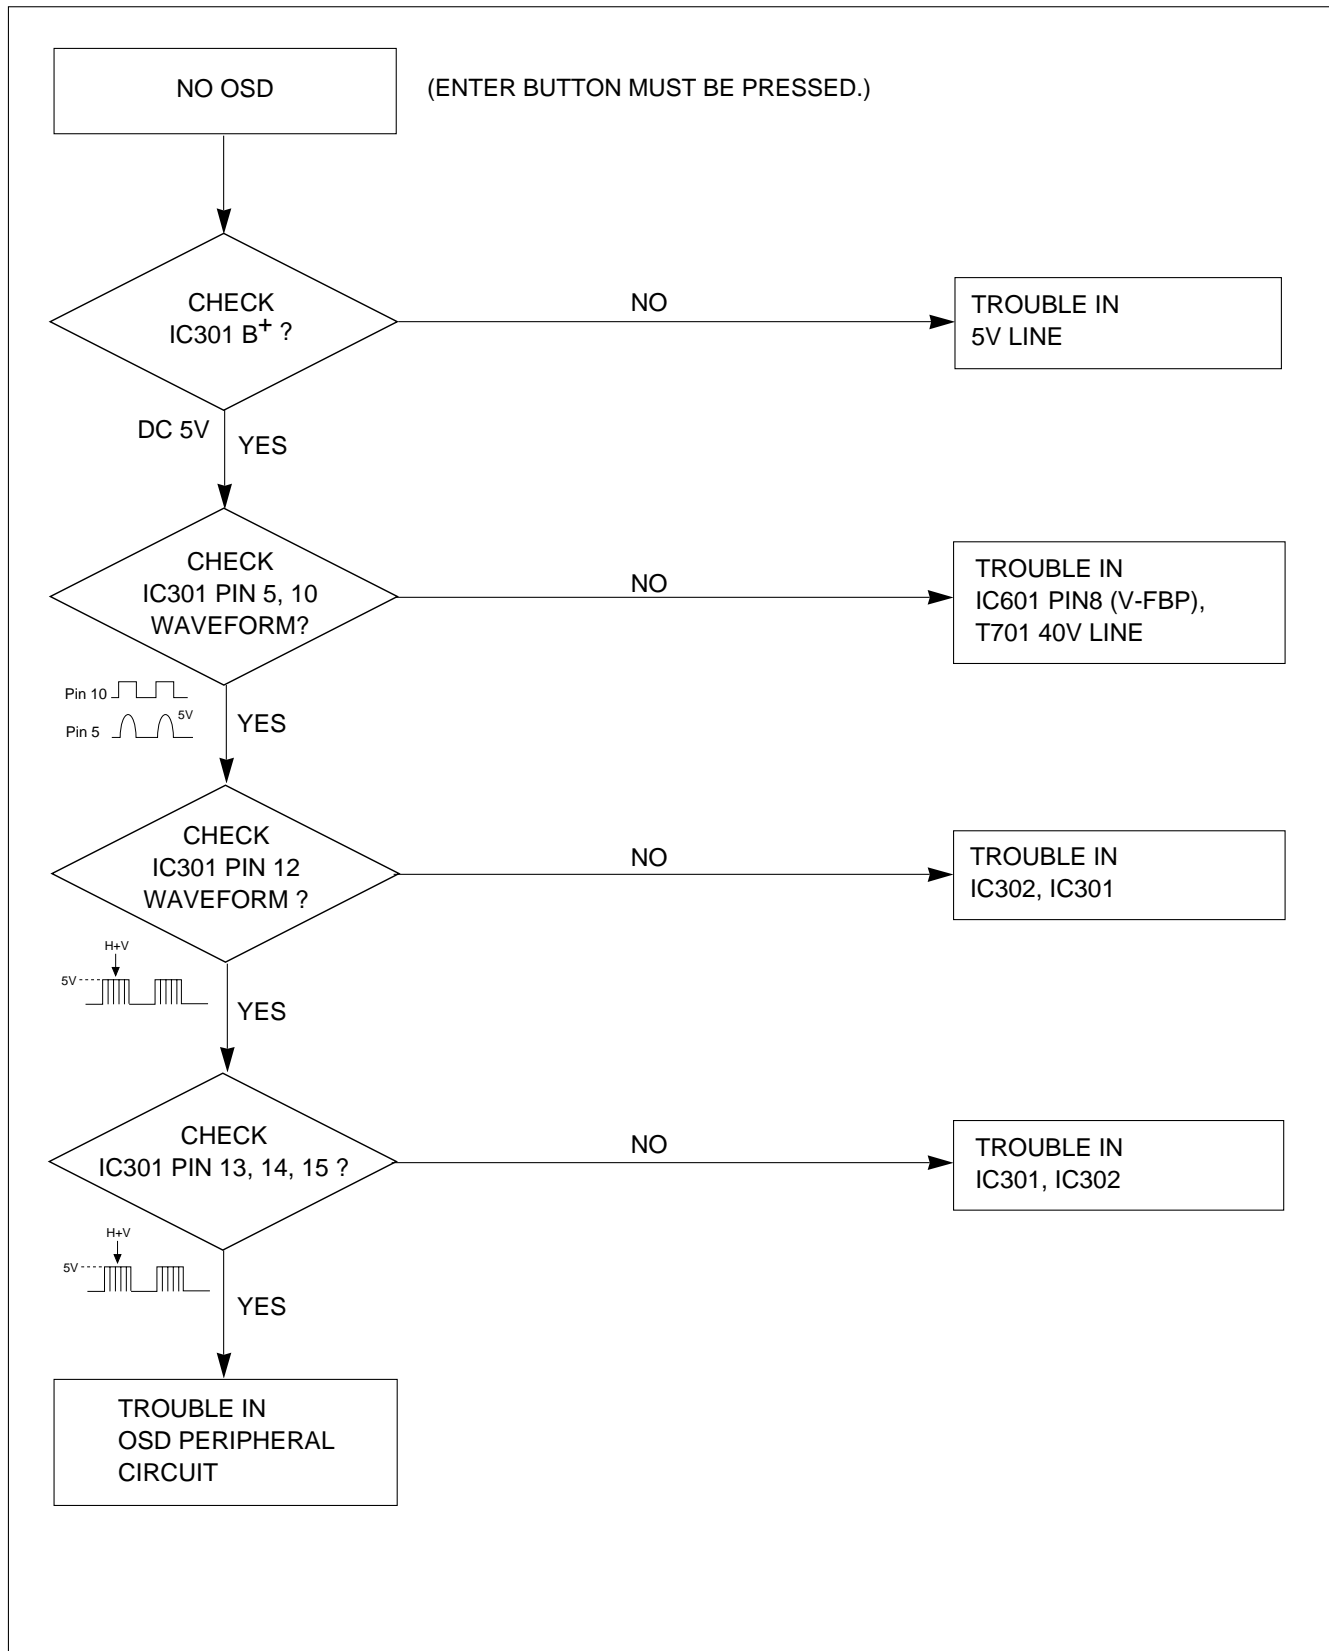 NO OSD
(ENTER BUTTON MUST BE PRESSED.)
CHECK
IC301 B+ ?
NO
TROUBLE IN
5V LINE
DC 5V
YES
CHECK
IC301 PIN 5, 10
WAVEFORM?
NO
TROUBLE IN
IC601 PIN8 (V-FBP),
T701 40V LINE
Pin 10
5V
Pin 5
YES
CHECK
IC301 PIN 12
WAVEFORM ?
NO
TROUBLE IN
IC302, IC301
H+V
5V
YES
CHECK
IC301 PIN 13, 14, 15 ?
NO
TROUBLE IN
IC301, IC302
H+V
5V
YES
TROUBLE IN
OSD PERIPHERAL
CIRCUIT